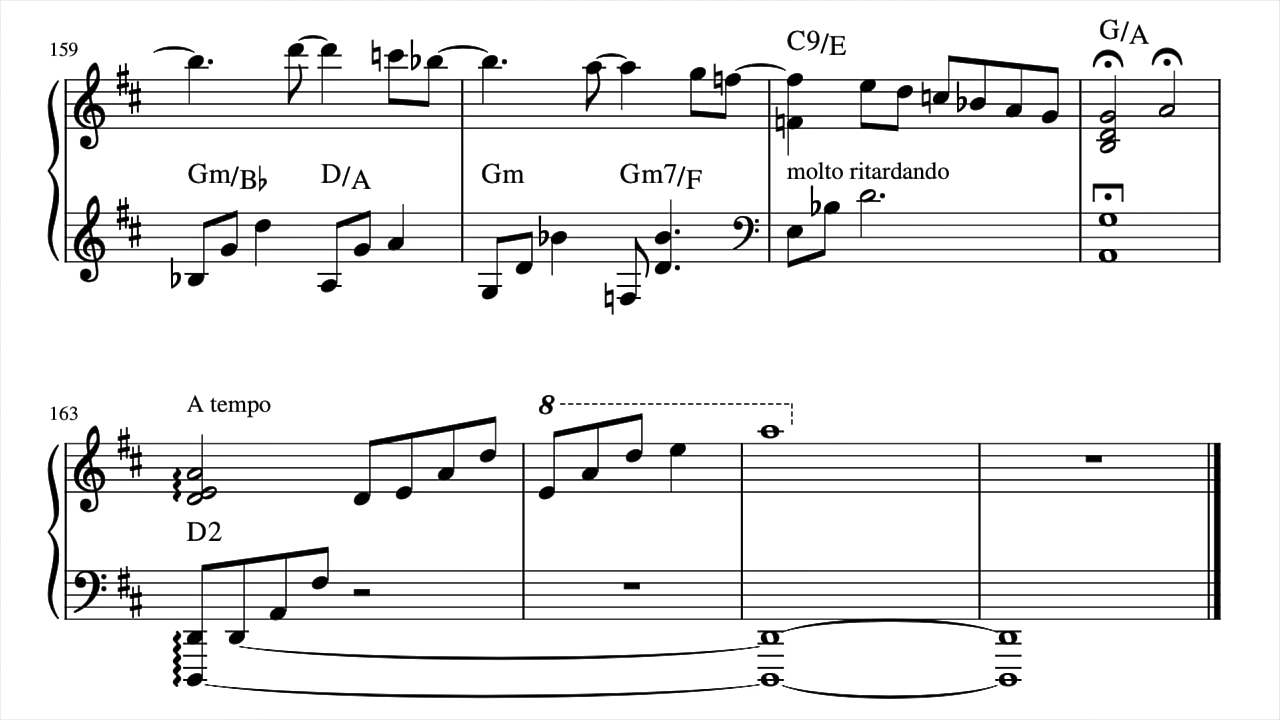 159
C9/E
G/A
Gm/B♭
D/A
Gm
Gm7/F
molto ritardando
163
A tempo
8
D2